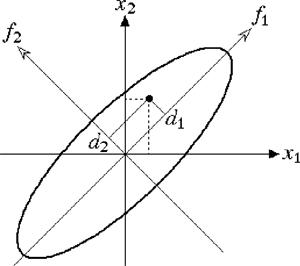 x₂
f₁
f₂
d₁
d₂
x₁